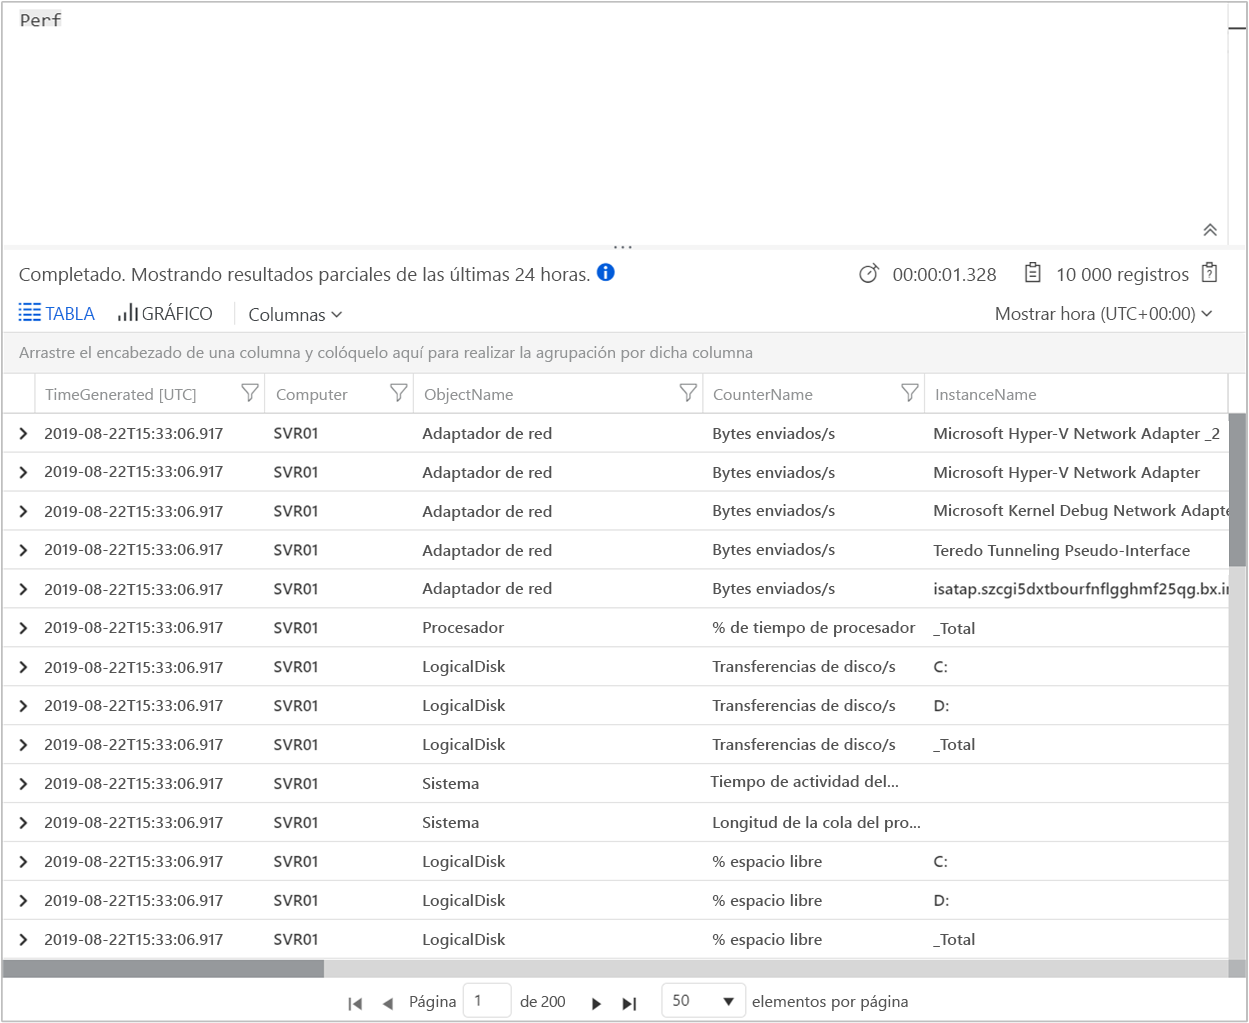 Perf
...
Completado. Mostrando resultados parciales de las últimas 24 horas. 00:00:01.328 10 000 registros
TABLA GRÁFICO Columnas Mostrar hora (UTC+00:00)
Arrastre el encabezado de una columna y colóquelo aquí para realizar la agrupación por dicha columna
TimeGenerated [UTC] Computer ObjectName CounterName InstanceName
2019-08-22T15:33:06.917 SVR01 Adaptador de red Bytes enviados/s Microsoft Hyper-V Network Adapter _2
2019-08-22T15:33:06.917 SVR01 Adaptador de red Bytes enviados/s Microsoft Hyper-V Network Adapter
2019-08-22T15:33:06.917 SVR01 Adaptador de red Bytes enviados/s Microsoft Kernel Debug Network Adapte
2019-08-22T15:33:06.917 SVR01 Adaptador de red Bytes enviados/s Teredo Tunneling Pseudo-Interface
2019-08-22T15:33:06.917 SVR01 Adaptador de red Bytes enviados/s isatap.szcgi5dxtbourfnflgghmf25qg.bx.in
2019-08-22T15:33:06.917 SVR01 Procesador % de tiempo de procesador _Total
2019-08-22T15:33:06.917 SVR01 LogicalDisk Transferencias de disco/s C:
2019-08-22T15:33:06.917 SVR01 LogicalDisk Transferencias de disco/s D:
2019-08-22T15:33:06.917 SVR01 LogicalDisk Transferencias de disco/s _Total
2019-08-22T15:33:06.917 SVR01 Sistema Tiempo de actividad del...
2019-08-22T15:33:06.917 SVR01 Sistema Longitud de la cola del pro...
2019-08-22T15:33:06.917 SVR01 LogicalDisk % espacio libre C:
2019-08-22T15:33:06.917 SVR01 LogicalDisk % espacio libre D:
2019-08-22T15:33:06.917 SVR01 LogicalDisk % espacio libre _Total
Página 1 de 200 50 elementos por página